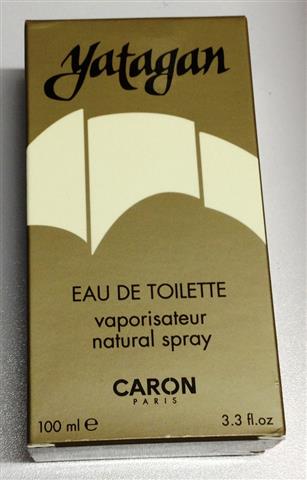 Yatagan
EAU DE TOILETTE
vaporisateur
natural spray
CARON
PARIS
100 ml ℮ 3.3 fl.oz